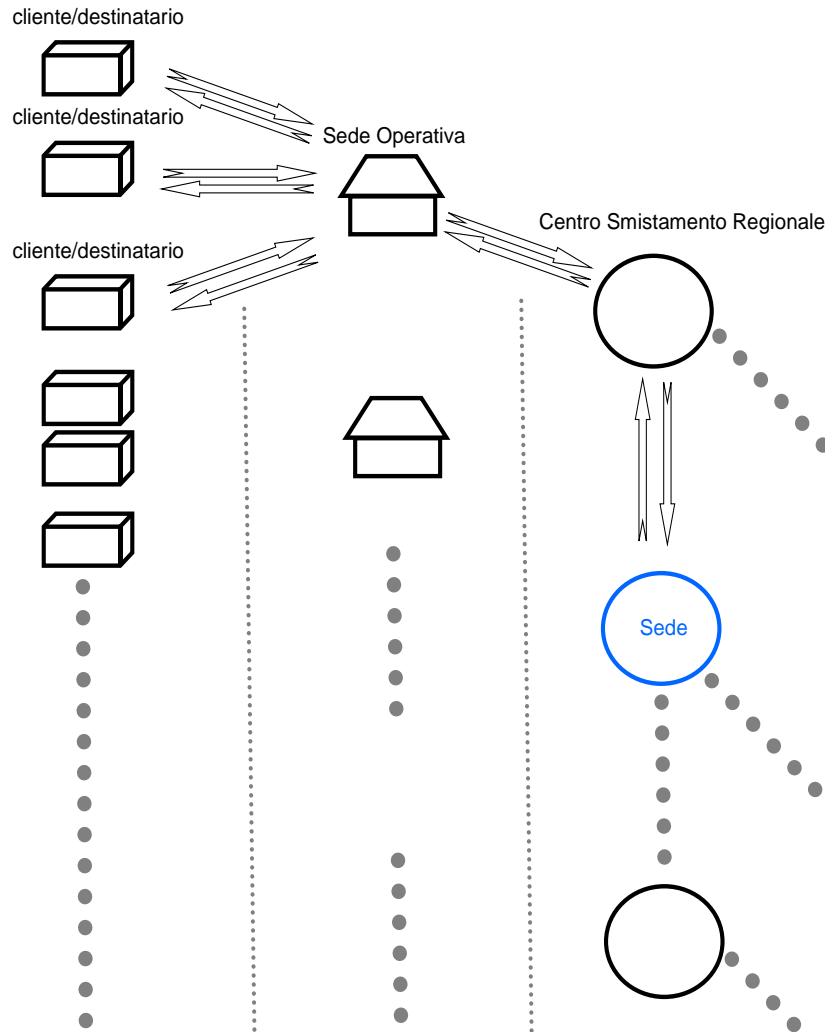 cliente/destinatario
cliente/destinatario
Sede Operativa
Centro Smistamento Regionale
cliente/destinatario
Sede